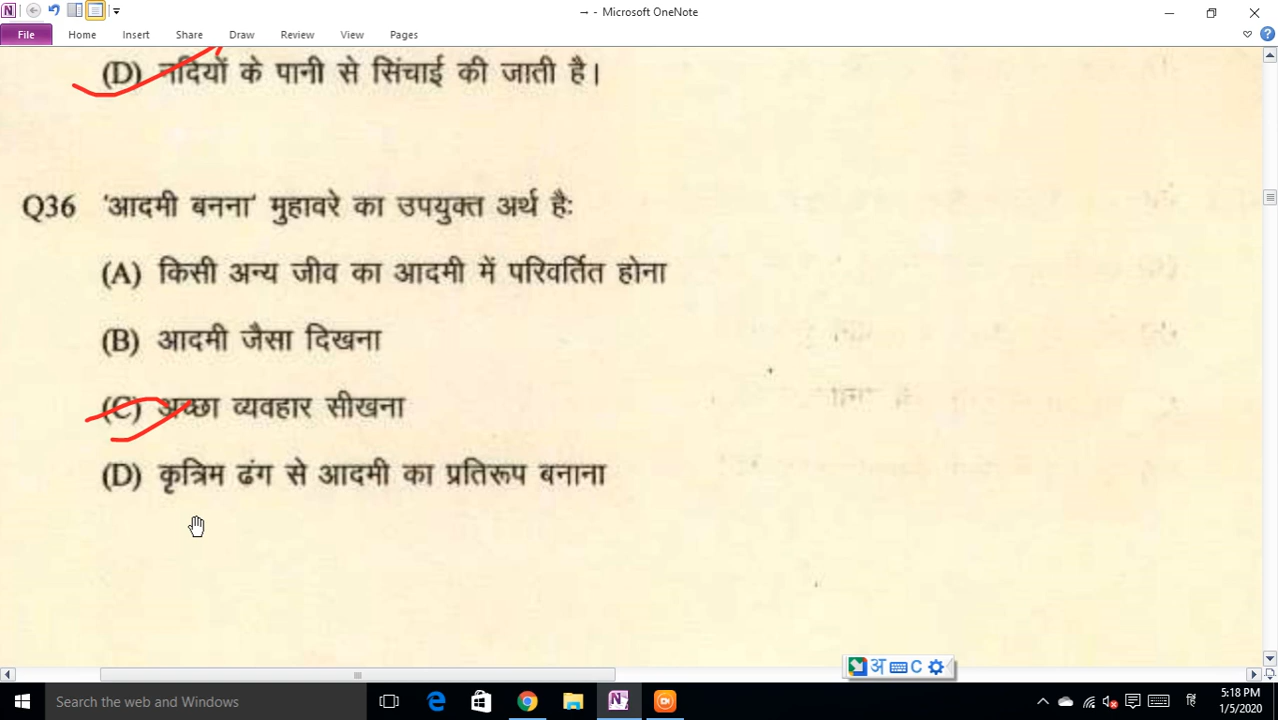 → - Microsoft OneNote
File Home Insert Share Draw Review View Pages
(D) नदियों के पानी से सिंचाई की जाती है।
Q36 'आदमी बनना' मुहावरे का उपयुक्त अर्थ हैः
(A) किसी अन्य जीव का आदमी में परिवर्तित होना
(B) आदमी जैसा दिखना
(C) अच्छा व्यवहार सीखना
(D) कृत्रिम ढंग से आदमी का प्रतिरूप बनाना
अ C
Search the web and Windows
हि 5:18 PM
1/5/2020